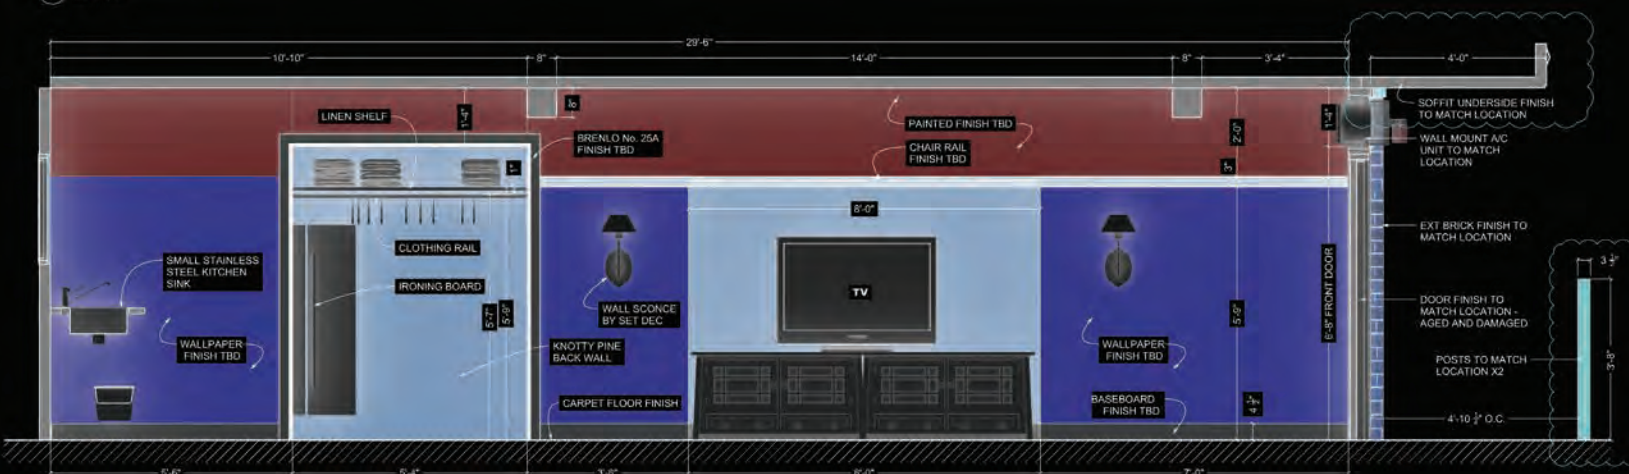 29'-6"
10'-10"
8"
14'-0"
8"
3'-4"
4'-0"
LINEN SHELF
1'-4"
8"
BRENLO No. 25A
FINISH TBD
PAINTED FINISH TBD
CHAIR RAIL
FINISH TBD
2'-0"
3"
1'-4"
SOFFIT UNDERSIDE FINISH
TO MATCH LOCATION
WALL MOUNT A/C
UNIT TO MATCH
LOCATION
1"
8'-0"
CLOTHING RAIL
EXT BRICK FINISH TO
MATCH LOCATION
SMALL STAINLESS
STEEL KITCHEN
SINK
IRONING BOARD
5'-7"
5'-9"
WALL SCONCE
BY SET DEC
TV
5'-9"
6'-8" FRONT DOOR
3 1/2"
DOOR FINISH TO
MATCH LOCATION -
AGED AND DAMAGED
WALLPAPER
FINISH TBD
KNOTTY PINE
BACK WALL
WALLPAPER
FINISH TBD
POSTS TO MATCH
LOCATION X2
3'-8"
CARPET FLOOR FINISH
BASEBOARD
FINISH TBD
4 1/2"
4'-10 1/2" O.C.
5'-6"
5'-4"
8'-0"
7'-0"